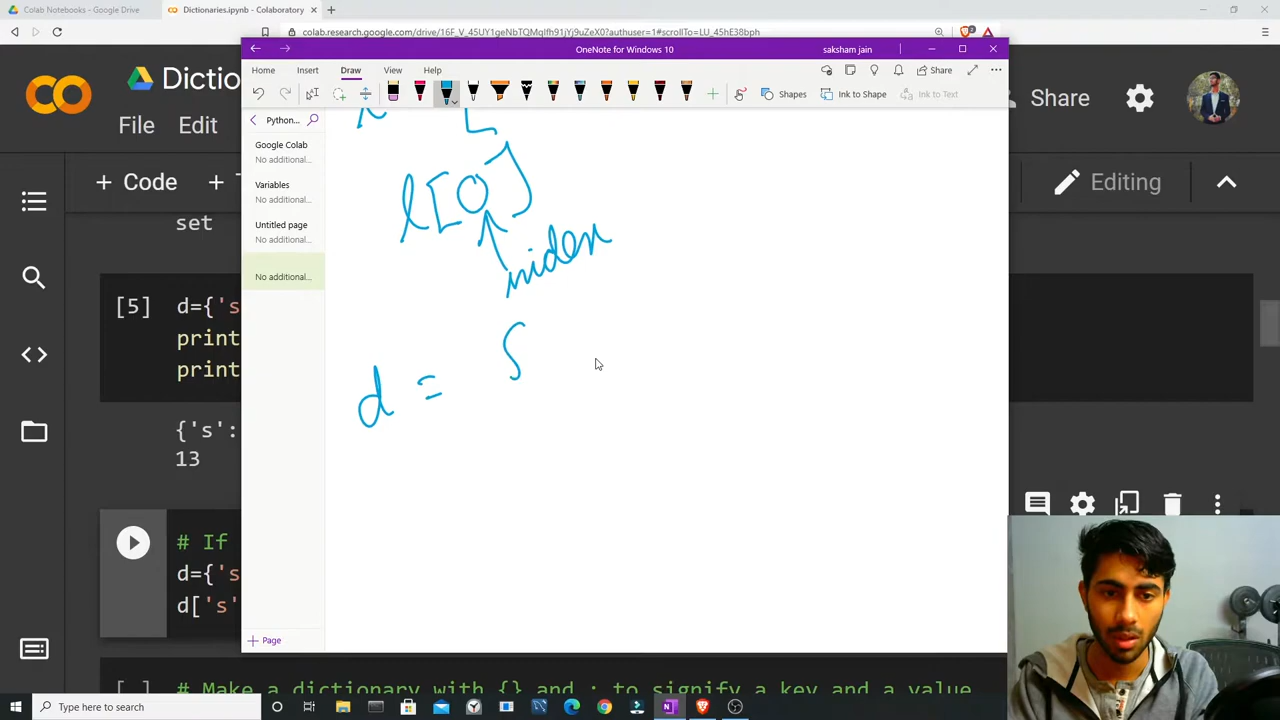 Colab Notebooks - Google Drive
Dictionaries.ipynb - Colaboratory
colab.research.google.com/drive/16F_V_45UY1geNbTQMqIfh91jYj9uZeX0?authuser=1#scrollTo=LU_45hE38bph
OneNote for Windows 10
saksham jain
Home Insert Draw View Help
Share
Shapes
Ink to Shape
Ink to Text
Diction
File Edit
Share
+ Code +
Editing
Python...
Google Colab
No additional...
Variables
No additional...
Untitled page
No additional...
No additional...
Page
l[0]
index
d = {
set
[5] d={'s
print
print
{'s':
13
# If
d={'s
d['s'
[ ] # Make a dictionary with {} and : to signify a key and a value
Type here to search